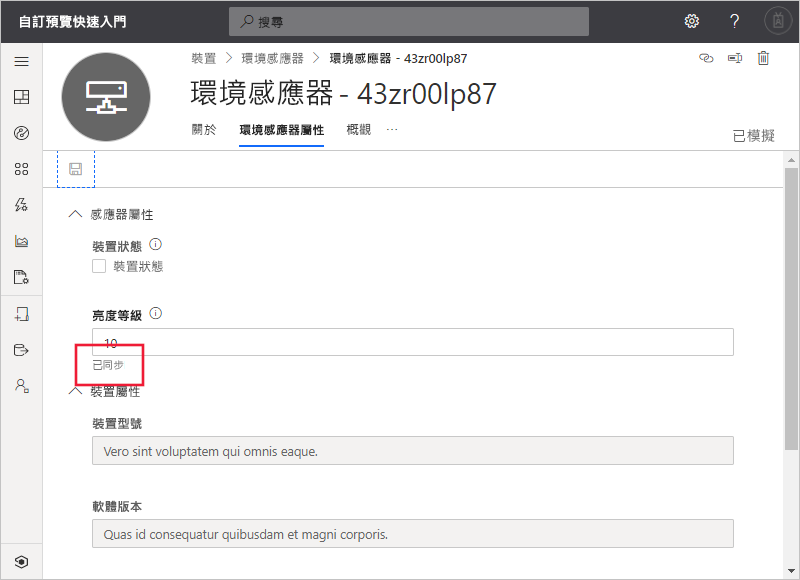 自訂預覽快速入門
搜尋
?
裝置 > 環境感應器 > 環境感應器 - 43zr00lp87
環境感應器 - 43zr00lp87
關於 環境感應器屬性 概觀 ...
已模擬
感應器屬性
裝置狀態
裝置狀態
亮度等級
10
已同步
裝置屬性
裝置型號
Vero sint voluptatem qui omnis eaque.
軟體版本
Quas id consequatur quibusdam et magni corporis.